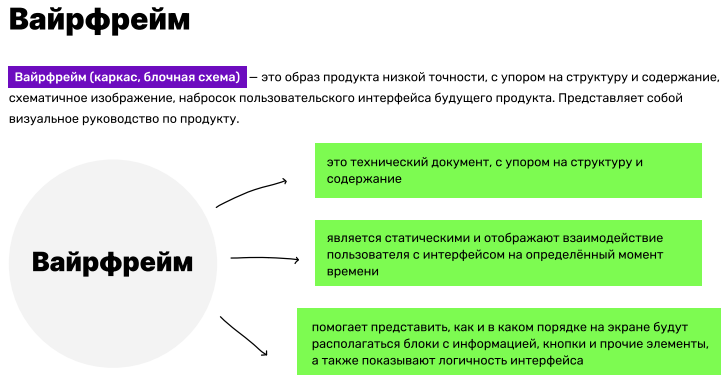 Вайрфрейм
Вайрфрейм (каркас, блочная схема) — это образ продукта низкой точности, с упором на структуру и содержание,
схематичное изображение, набросок пользовательского интерфейса будущего продукта. Представляет собой
визуальное руководство по продукту.
это технический документ, с упором на структуру и
содержание
Вайрфрейм
является статическими и отображают взаимодействие
пользователя с интерфейсом на определённый момент
времени
помогает представить, как и в каком порядке на экране будут
располагаться блоки с информацией, кнопки и прочие элементы,
а также показывают логичность интерфейса